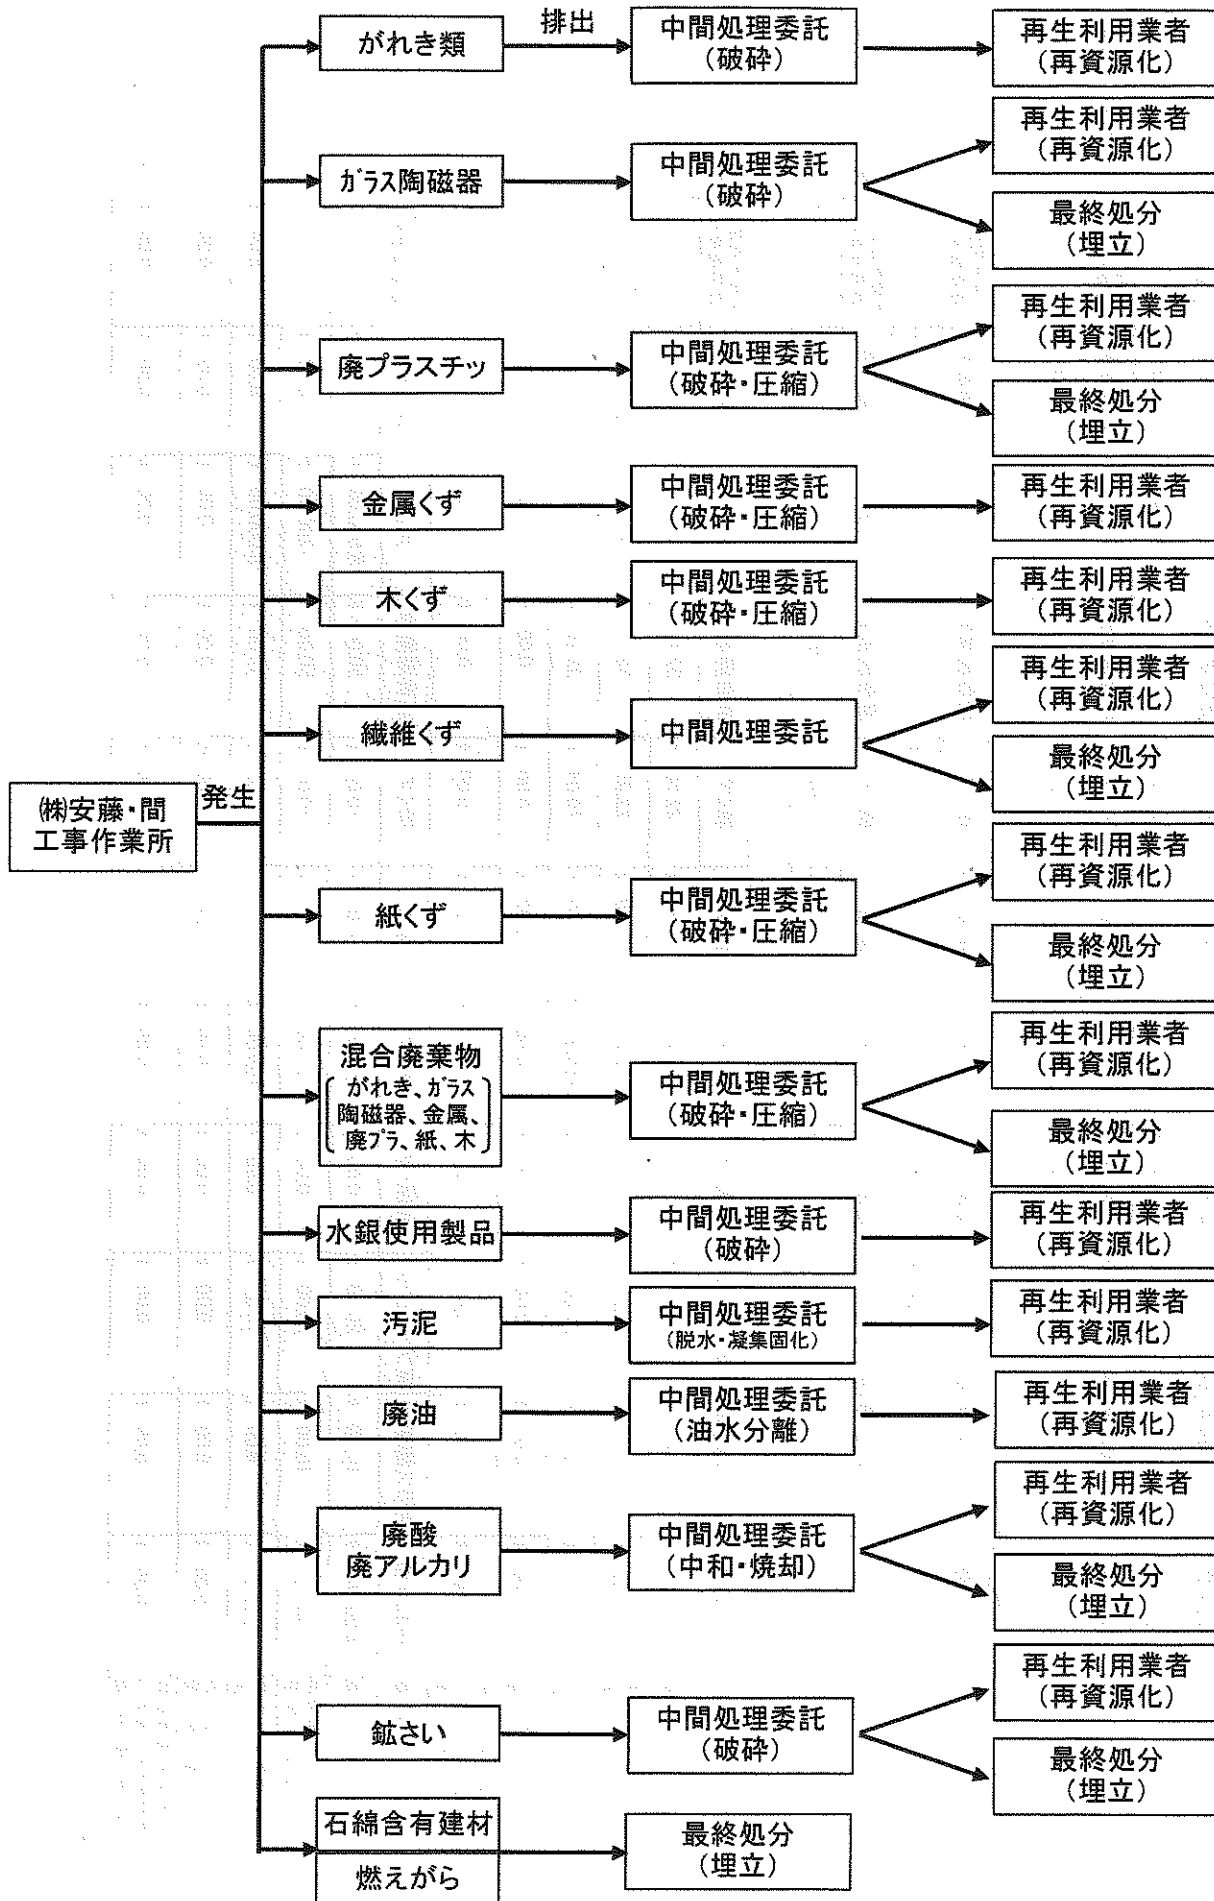 がれき類
排出
中間処理委託
(破砕)
再生利用業者
(再資源化)
ガラス陶磁器
中間処理委託
(破砕)
再生利用業者
(再資源化)
最終処分
(埋立)
廃プラスチッ
中間処理委託
(破砕・圧縮)
再生利用業者
(再資源化)
最終処分
(埋立)
金属くず
中間処理委託
(破砕・圧縮)
再生利用業者
(再資源化)
木くず
中間処理委託
(破砕・圧縮)
再生利用業者
(再資源化)
繊維くず
中間処理委託
再生利用業者
(再資源化)
最終処分
(埋立)
㈱安藤・間
工事作業所
発生
紙くず
中間処理委託
(破砕・圧縮)
再生利用業者
(再資源化)
最終処分
(埋立)
混合廃棄物
がれき、ガラス
陶磁器、金属、
廃プラ、紙、木
中間処理委託
(破砕・圧縮)
再生利用業者
(再資源化)
最終処分
(埋立)
水銀使用製品
中間処理委託
(破砕)
再生利用業者
(再資源化)
汚泥
中間処理委託
(脱水・凝集固化)
再生利用業者
(再資源化)
廃油
中間処理委託
(油水分離)
再生利用業者
(再資源化)
廃酸
廃アルカリ
中間処理委託
(中和・焼却)
再生利用業者
(再資源化)
最終処分
(埋立)
鉱さい
中間処理委託
(破砕)
再生利用業者
(再資源化)
最終処分
(埋立)
石綿含有建材
燃えがら
最終処分
(埋立)